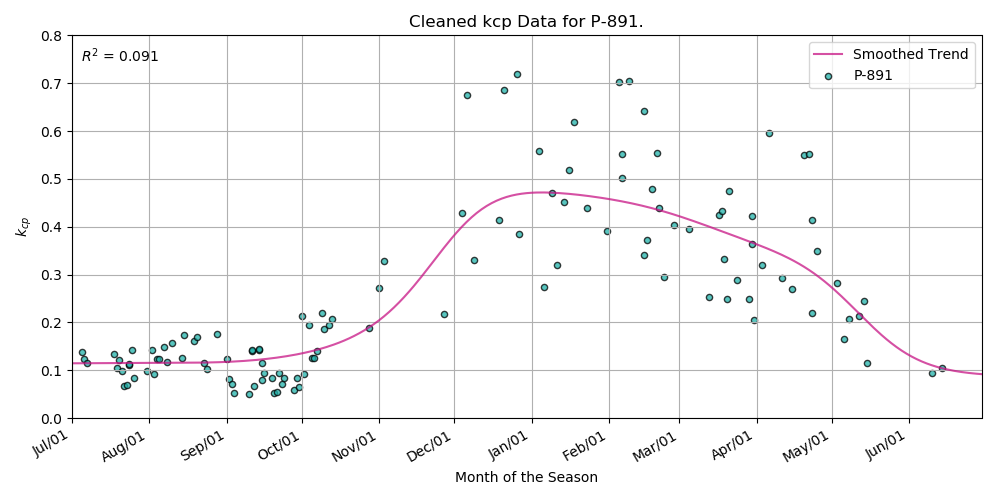 Cleaned kcp Data for P-891.
R² = 0.091
Smoothed Trend
P-891
0.8
0.7
0.6
0.5
0.4
0.3
0.2
0.1
0.0
k_cp
Jul/01
Aug/01
Sep/01
Oct/01
Nov/01
Dec/01
Jan/01
Feb/01
Mar/01
Apr/01
May/01
Jun/01
Month of the Season